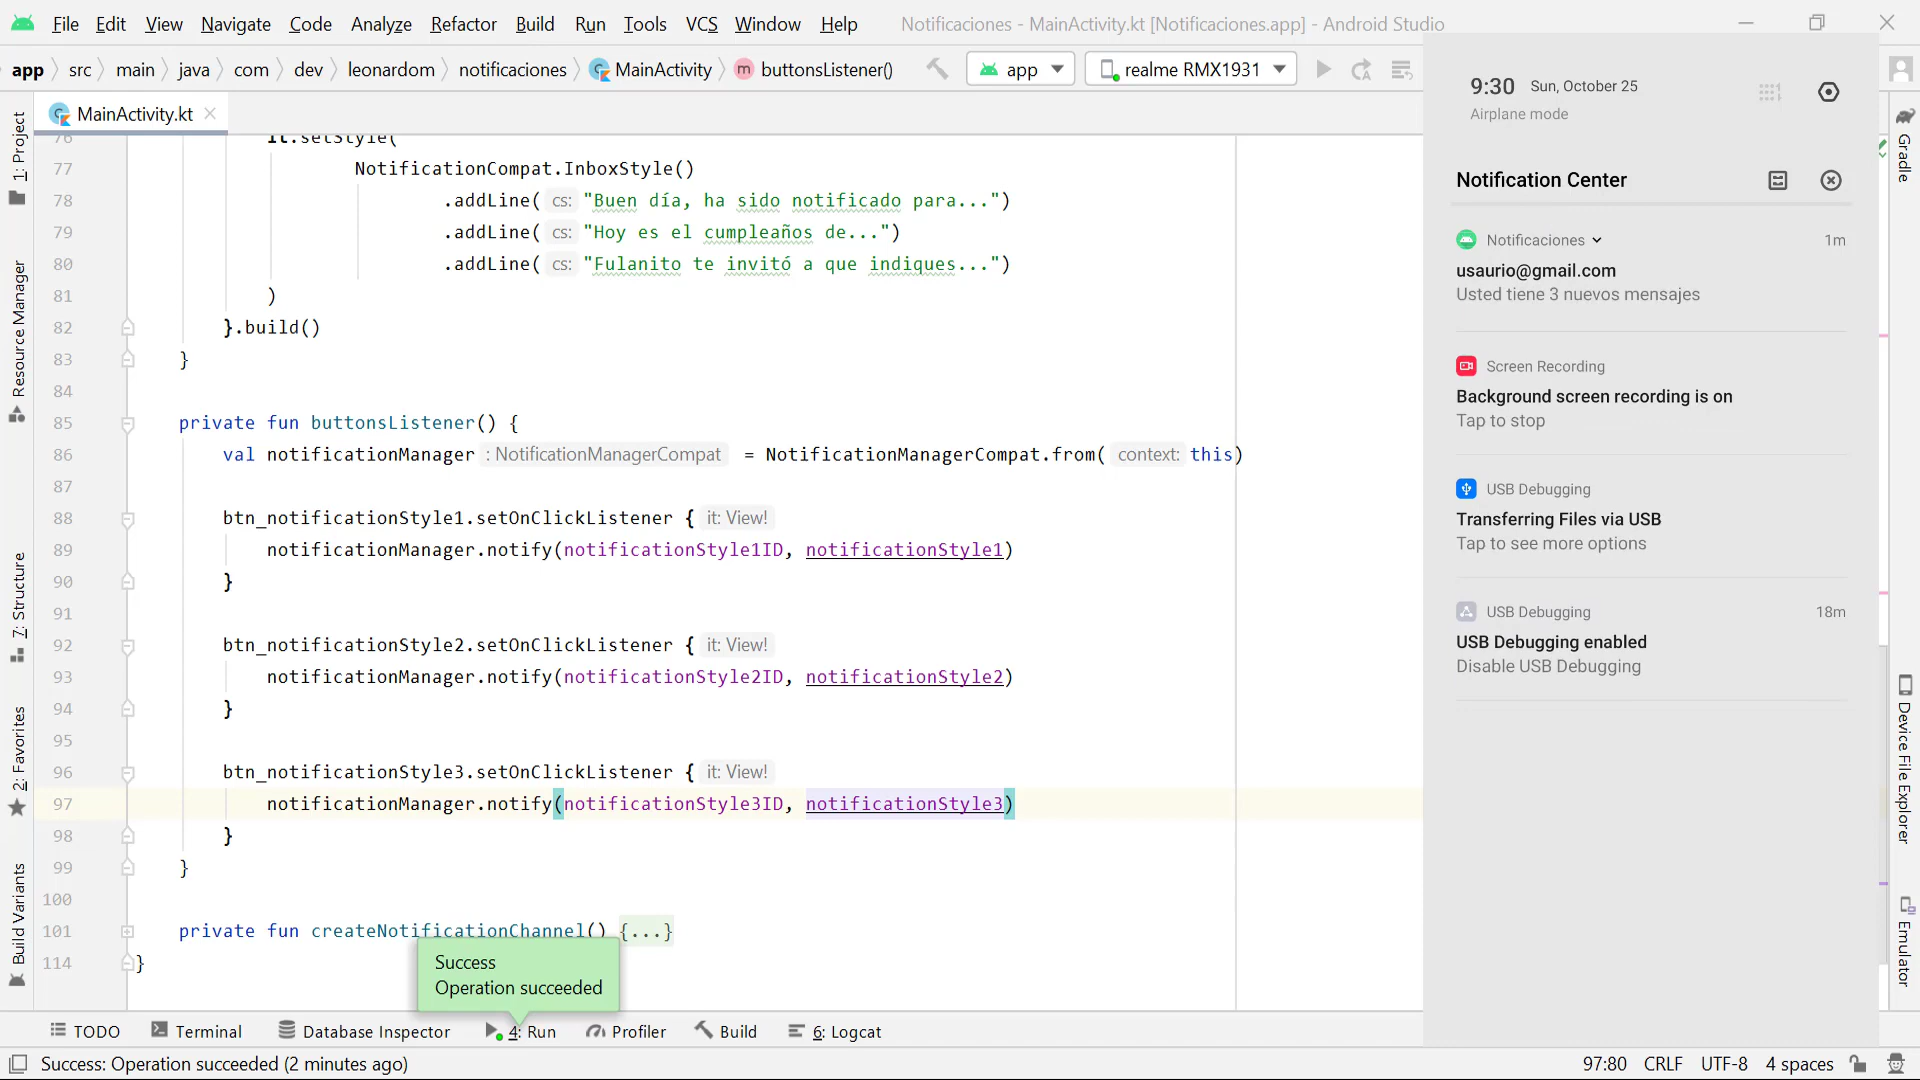 File Edit View Navigate Code Analyze Refactor Build Run Tools VCS Window Help Notificaciones - MainActivity.kt [Notificaciones.app] - Android Studio
app src main java com dev leonardom notificaciones MainActivity m buttonsListener() app realme RMX1931
MainActivity.kt
76 it.setStyle(
77 NotificationCompat.InboxStyle()
78 .addLine( cs: "Buen día, ha sido notificado para...")
79 .addLine( cs: "Hoy es el cumpleaños de...")
80 .addLine( cs: "Fulanito te invitó a que indiques...")
81 )
82 }.build()
83 }
84
85 private fun buttonsListener() {
86 val notificationManager : NotificationManagerCompat = NotificationManagerCompat.from( context: this)
87
88 btn_notificationStyle1.setOnClickListener { it: View!
89 notificationManager.notify(notificationStyle1ID, notificationStyle1)
90 }
91
92 btn_notificationStyle2.setOnClickListener { it: View!
93 notificationManager.notify(notificationStyle2ID, notificationStyle2)
94 }
95
96 btn_notificationStyle3.setOnClickListener { it: View!
97 notificationManager.notify(notificationStyle3ID, notificationStyle3)
98 }
99 }
100
101 private fun createNotificationChannel() {...}
114 }
Success
Operation succeeded
1: Project
Resource Manager
7: Structure
2: Favorites
Build Variants
9:30 Sun, October 25
Airplane mode
Notification Center
Notificaciones 1m
usaurio@gmail.com
Usted tiene 3 nuevos mensajes
Screen Recording
Background screen recording is on
Tap to stop
USB Debugging
Transferring Files via USB
Tap to see more options
USB Debugging 18m
USB Debugging enabled
Disable USB Debugging
Gradle
Device File Explorer
Emulator
TODO Terminal Database Inspector 4: Run Profiler Build 6: Logcat
Success: Operation succeeded (2 minutes ago) 97:80 CRLF UTF-8 4 spaces